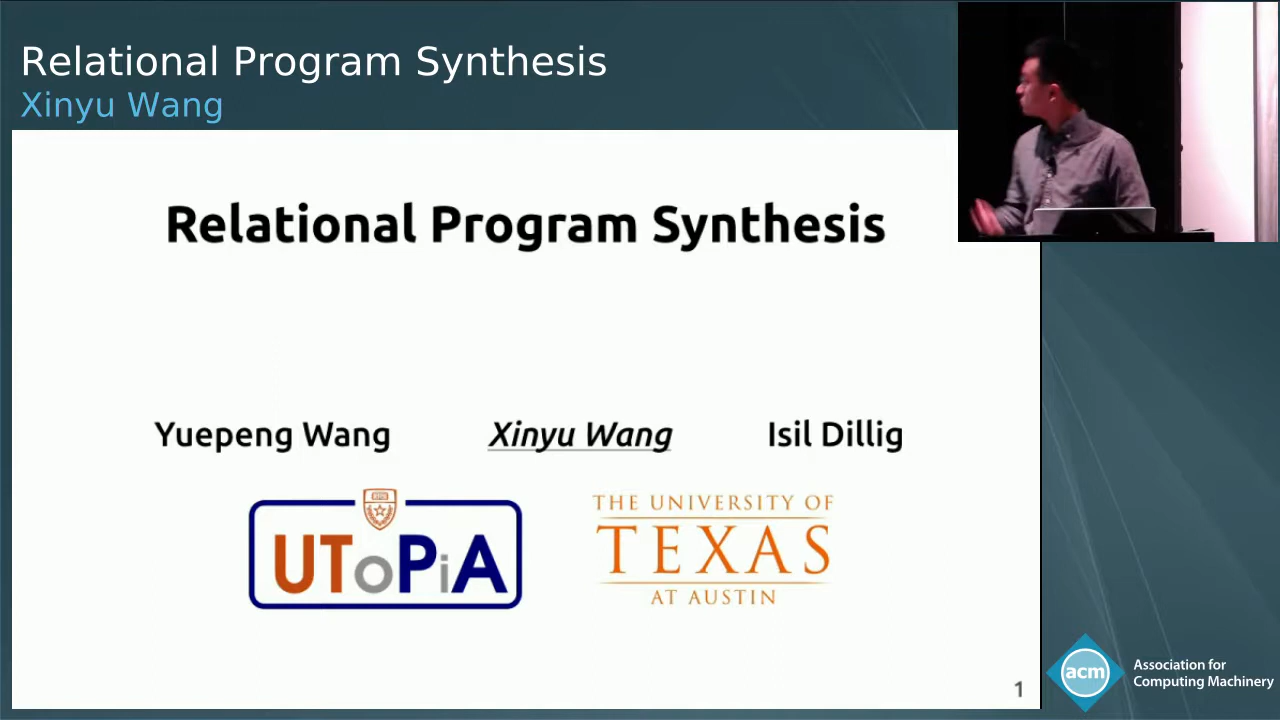 Relational Program Synthesis
Xinyu Wang
Relational Program Synthesis
Yuepeng Wang Xinyu Wang Isil Dillig
UToPiA
THE UNIVERSITY OF
TEXAS
AT AUSTIN
1
acm
Association for
Computing Machinery